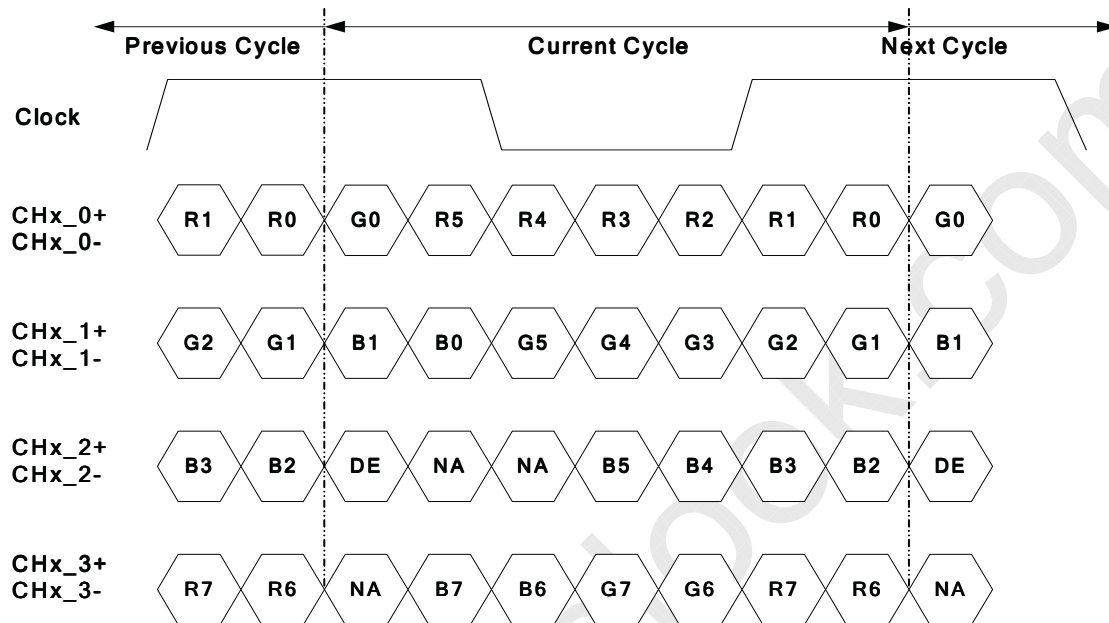 Previous Cycle Current Cycle Next Cycle
Clock
CHx_0+ R1 R0 G0 R5 R4 R3 R2 R1 R0 G0
CHx_0-
CHx_1+ G2 G1 B1 B0 G5 G4 G3 G2 G1 B1
CHx_1-
CHx_2+ B3 B2 DE NA NA B5 B4 B3 B2 DE
CHx_2-
CHx_3+ R7 R6 NA B7 B6 G7 G6 R7 R6 NA
CHx_3-
look.com